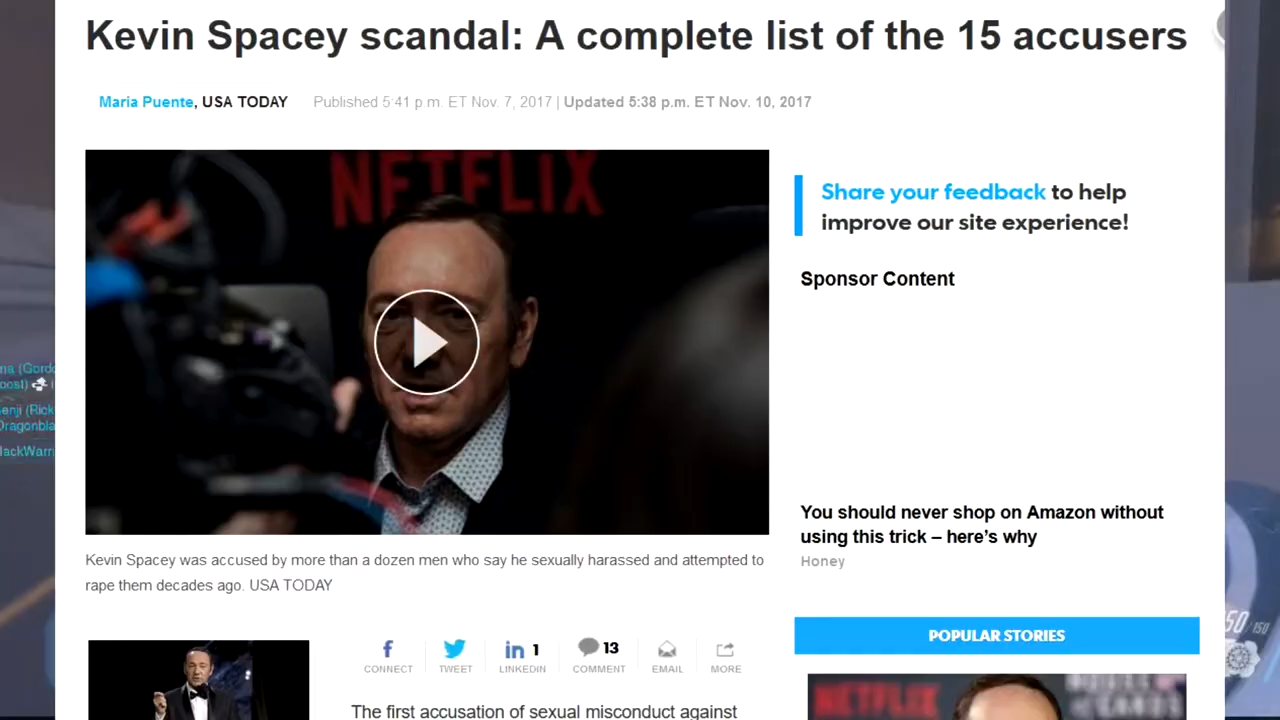 Kevin Spacey scandal: A complete list of the 15 accusers
Maria Puente, USA TODAY Published 5:41 p.m. ET Nov. 7, 2017 | Updated 5:38 p.m. ET Nov. 10, 2017
NETFLIX
Share your feedback to help
improve our site experience!
Sponsor Content
You should never shop on Amazon without
using this trick – here's why
Honey
Kevin Spacey was accused by more than a dozen men who say he sexually harassed and attempted to
rape them decades ago. USA TODAY
POPULAR STORIES
1
13
CONNECT
TWEET
LINKEDIN
COMMENT
EMAIL
MORE
NETFLIX
The first accusation of sexual misconduct against
50 / 150